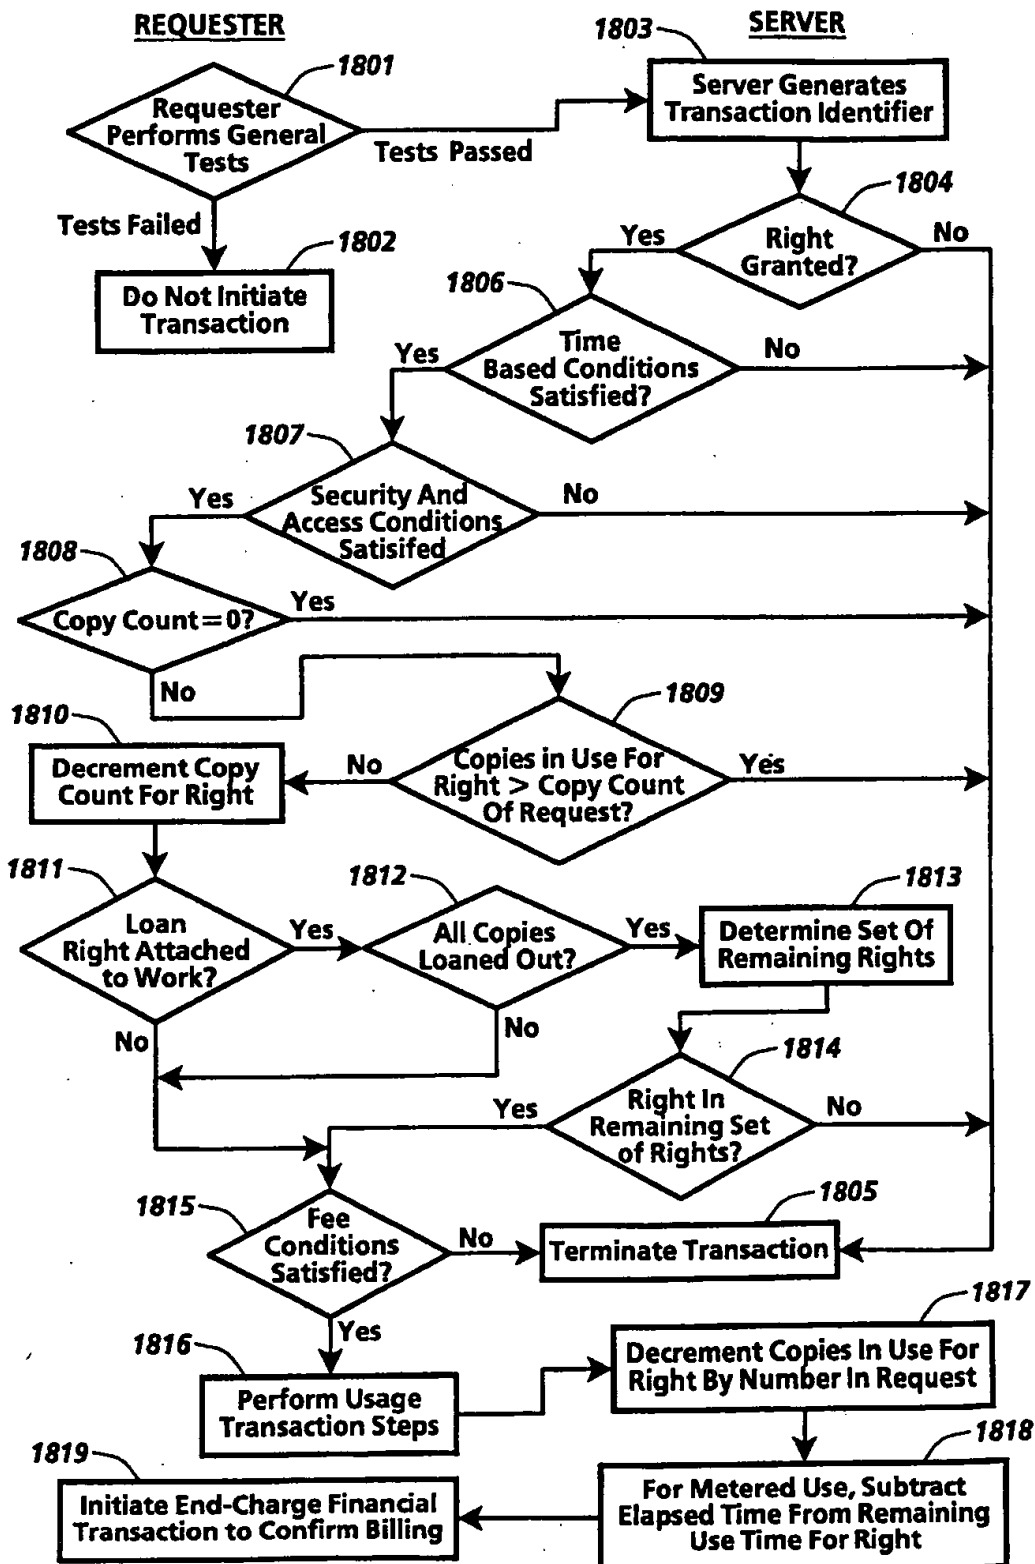 REQUESTER
SERVER
1801
1803
Requester
Performs General
Tests
Server Generates
Transaction Identifier
Tests Passed
Tests Failed
1802
1804
Do Not Initiate
Transaction
Yes
Right
Granted?
No
1806
Time
Based Conditions
Satisfied?
Yes
No
1807
Security And
Access Conditions
Satisifed
Yes
No
1808
Copy Count=0?
Yes
No
1809
1810
Decrement Copy
Count For Right
No
Copies in Use For
Right > Copy Count
Of Request?
Yes
1811
1812
1813
Loan
Right Attached
to Work?
Yes
All Copies
Loaned Out?
Yes
Determine Set Of
Remaining Rights
No
No
1814
Yes
Right In
Remaining Set
of Rights?
No
1815
1805
Fee
Conditions
Satisfied?
No
Terminate Transaction
Yes
1816
1817
Perform Usage
Transaction Steps
Decrement Copies In Use For
Right By Number In Request
1819
1818
Initiate End-Charge Financial
Transaction to Confirm Billing
For Metered Use, Subtract
Elapsed Time From Remaining
Use Time For Right